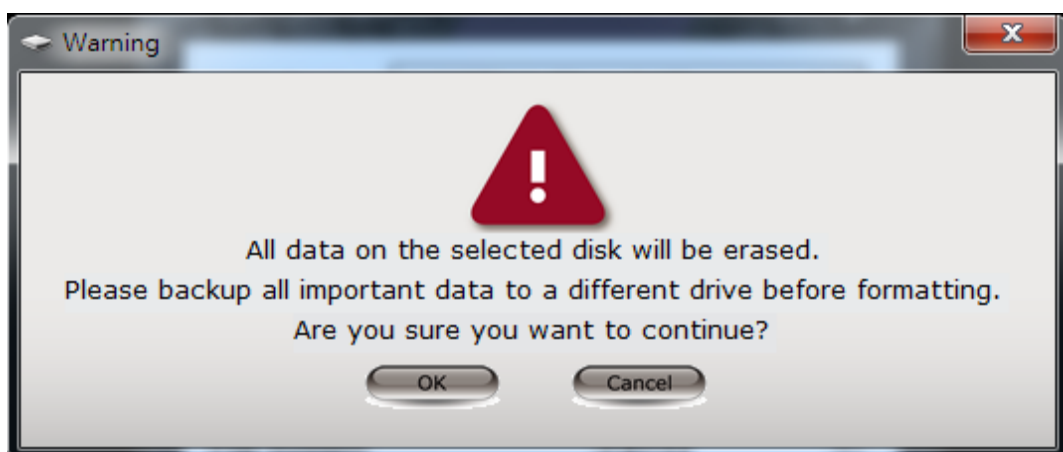 Warning
All data on the selected disk will be erased.
Please backup all important data to a different drive before formatting.
Are you sure you want to continue?
OK Cancel